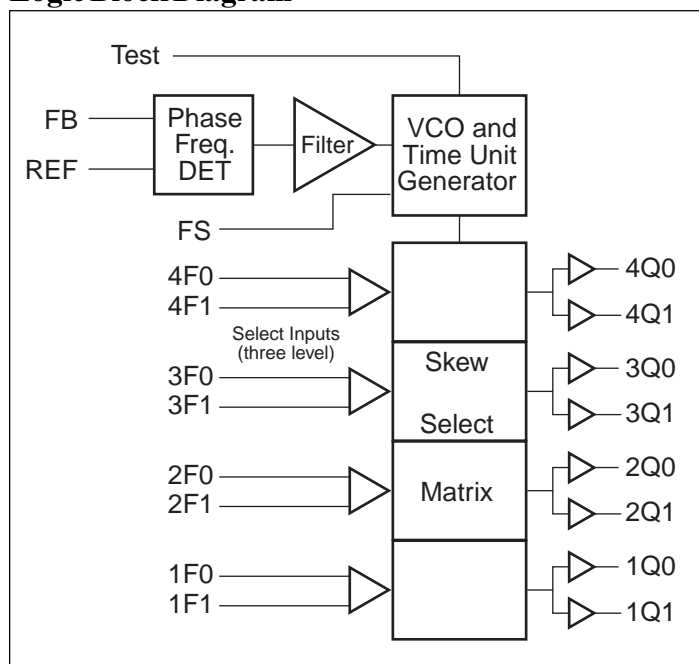 Logic Block Diagram
Test
FB
REF
Phase
Freq.
DET
Filter
VCO and
Time Unit
Generator
FS
4F0
4F1
4Q0
4Q1
Select Inputs
(three level)
3F0
3F1
Skew
Select
3Q0
3Q1
2F0
2F1
Matrix
2Q0
2Q1
1F0
1F1
1Q0
1Q1